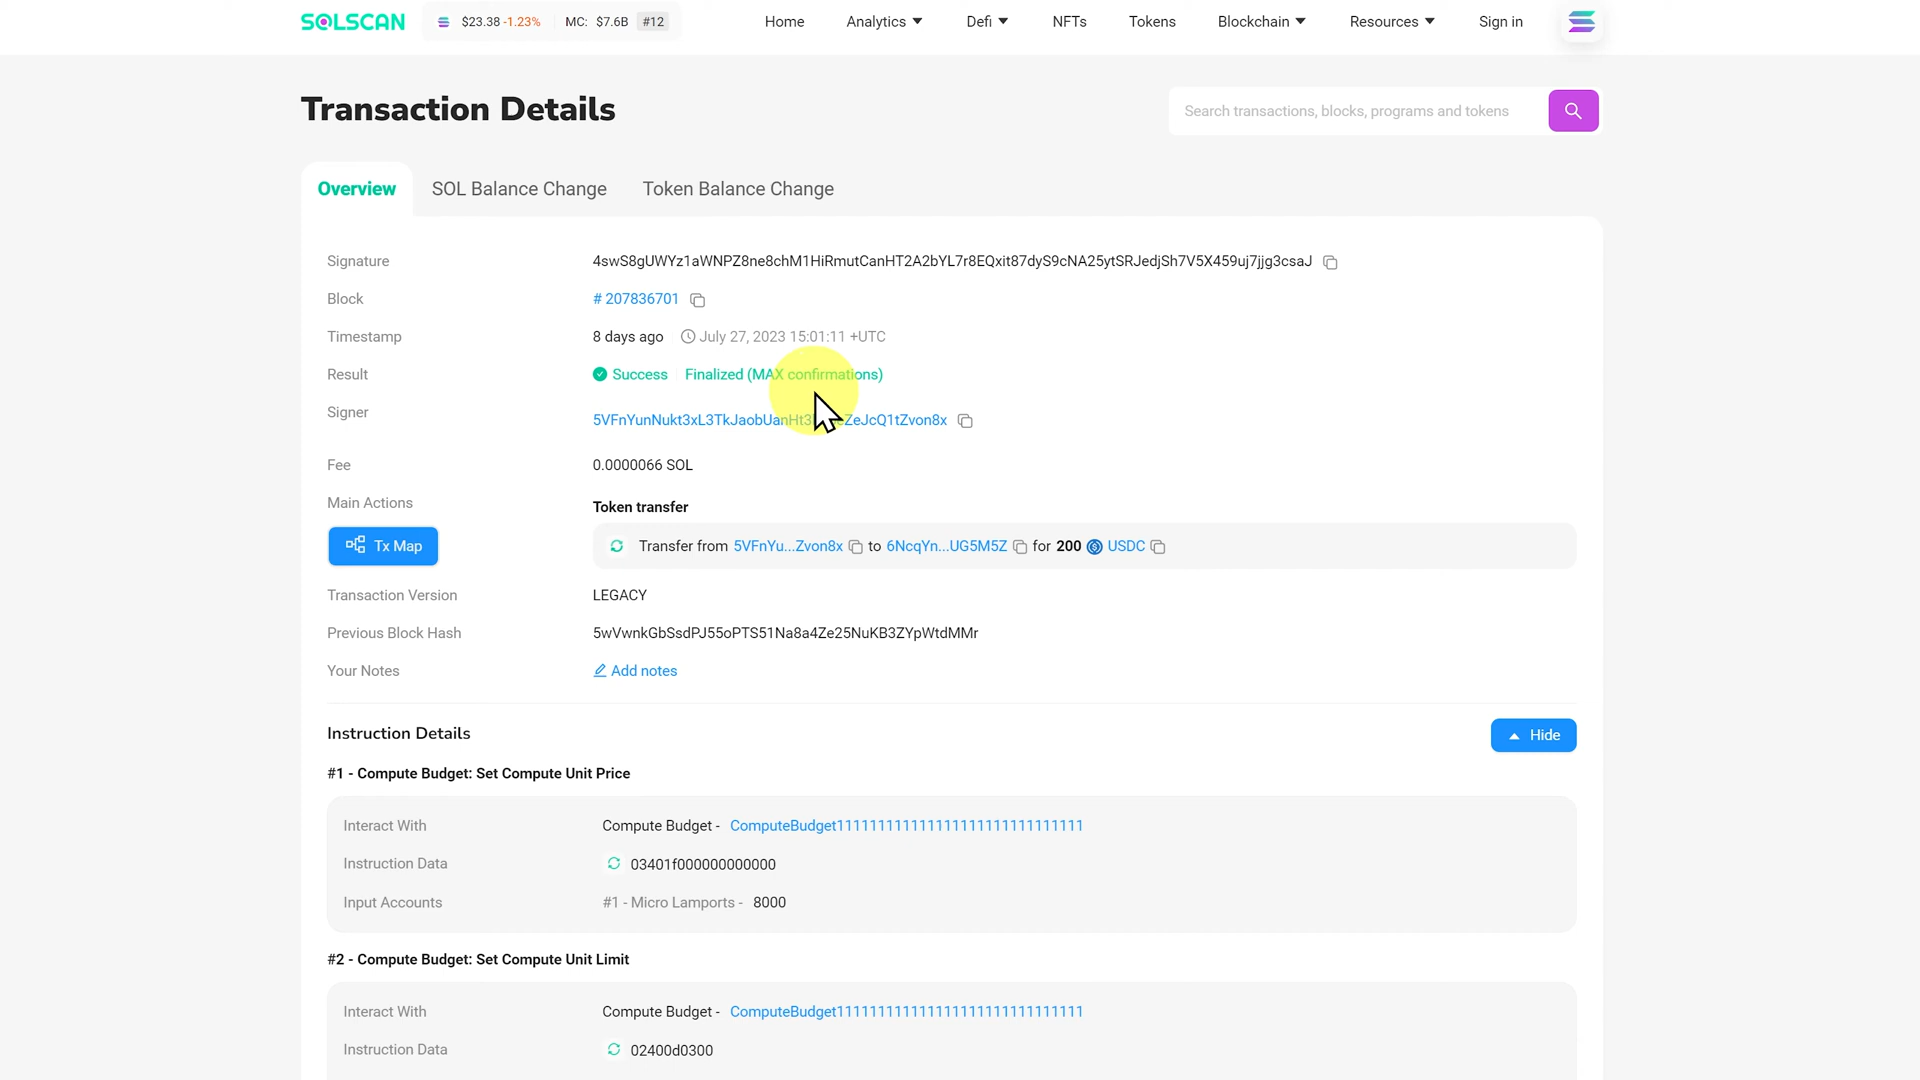 SOLSCAN $23.38 -1.23% MC: $7.6B #12 Home Analytics Defi NFTs Tokens Blockchain Resources Sign in
Transaction Details
Search transactions, blocks, programs and tokens
Overview SOL Balance Change Token Balance Change
Signature 4swS8gUWYz1aWNPZ8ne8chM1HiRmutCanHT2A2bYL7r8EQxit87dyS9cNA25ytSRJedjSh7V5X459uj7jjg3csaJ
Block # 207836701
Timestamp 8 days ago July 27, 2023 15:01:11 +UTC
Result Success Finalized (MAX confirmations)
Signer
Fee 0.0000066 SOL
Main Actions Token transfer
Tx Map Transfer from 5VFnYu...Zvon8x to 6NcqYn...UG5M5Z for 200 USDC
Transaction Version LEGACY
Previous Block Hash 5wVwnkGbSsdPJ55oPTS51Na8a4Ze25NuKB3ZYpWtdMMr
Your Notes Add notes
Instruction Details Hide
#1 - Compute Budget: Set Compute Unit Price
Interact With Compute Budget - ComputeBudget111111111111111111111111111111
Instruction Data 03401f000000000000
Input Accounts #1 - Micro Lamports - 8000
#2 - Compute Budget: Set Compute Unit Limit
Interact With Compute Budget - ComputeBudget111111111111111111111111111111
Instruction Data 02400d0300